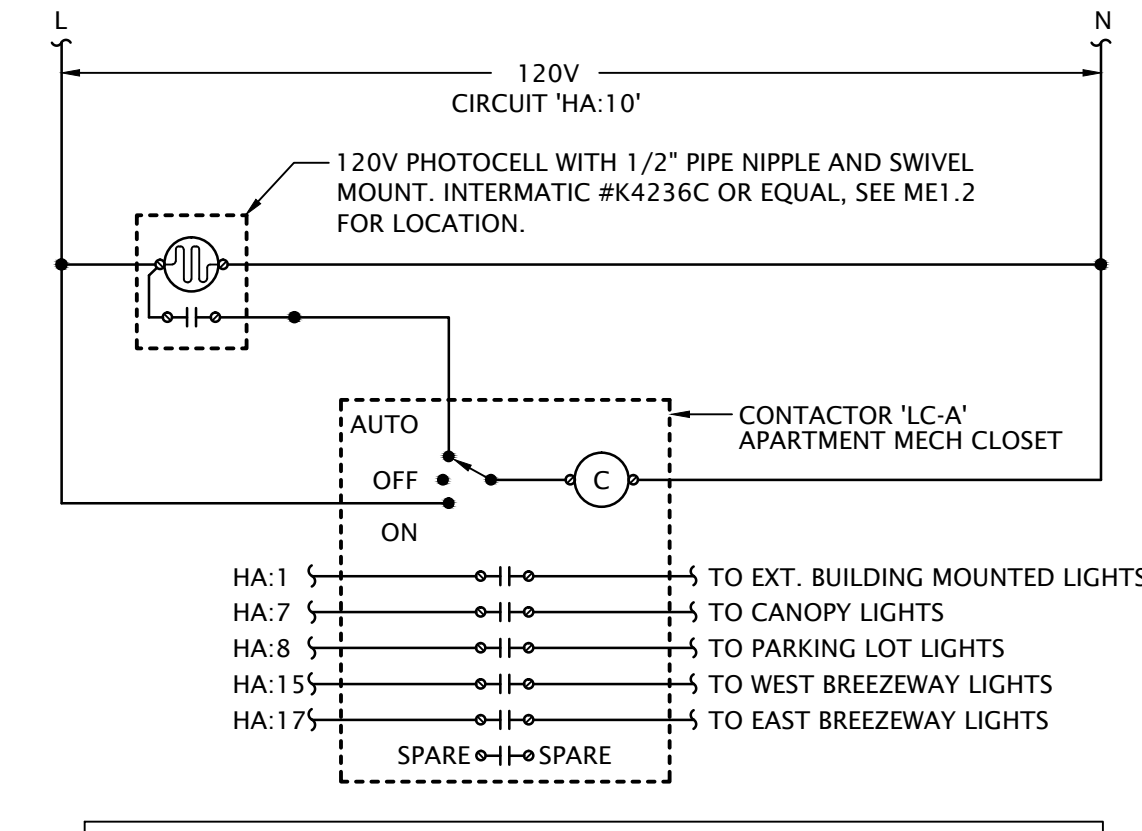 L
N
120V
CIRCUIT 'HA:10'
120V PHOTOCELL WITH 1/2" PIPE NIPPLE AND SWIVEL
MOUNT. INTERMATIC #K4236C OR EQUAL, SEE ME1.2
FOR LOCATION.
AUTO
OFF
ON
C
CONTACTOR 'LC-A'
APARTMENT MECH CLOSET
HA:1 TO EXT. BUILDING MOUNTED LIGHTS
HA:7 TO CANOPY LIGHTS
HA:8 TO PARKING LOT LIGHTS
HA:15 TO WEST BREEZEWAY LIGHTS
HA:17 TO EAST BREEZEWAY LIGHTS
SPARE SPARE